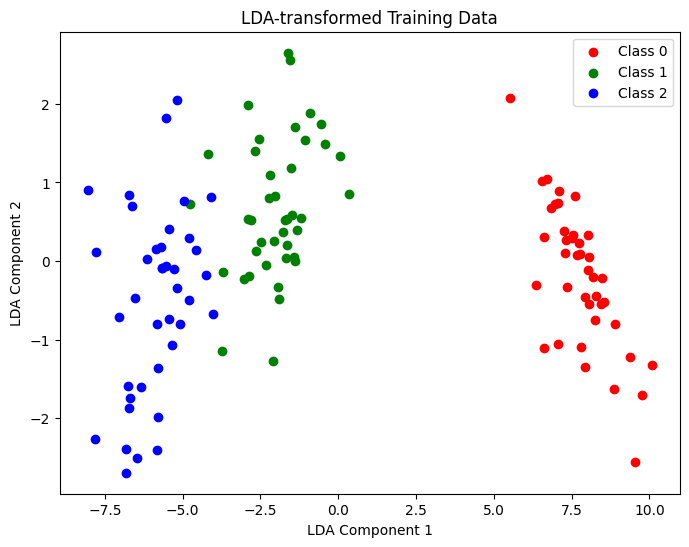 LDA-transformed Training Data
Class 0
Class 1
Class 2
LDA Component 2
2
1
0
−1
−2
−7.5 −5.0 −2.5 0.0 2.5 5.0 7.5 10.0
LDA Component 1